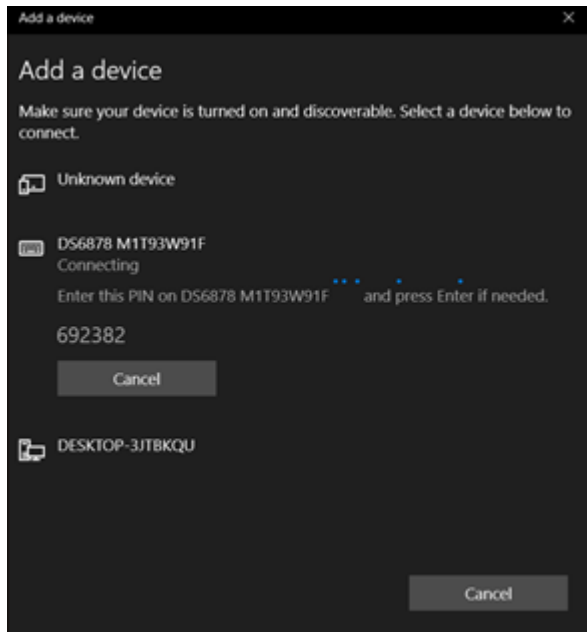 Add a device
Add a device
Make sure your device is turned on and discoverable. Select a device below to
connect.
Unknown device
DS6878 M1T93W91F
Connecting
Enter this PIN on DS6878 M1T93W91F and press Enter if needed.
692382
Cancel
DESKTOP-3JTBKQU
Cancel